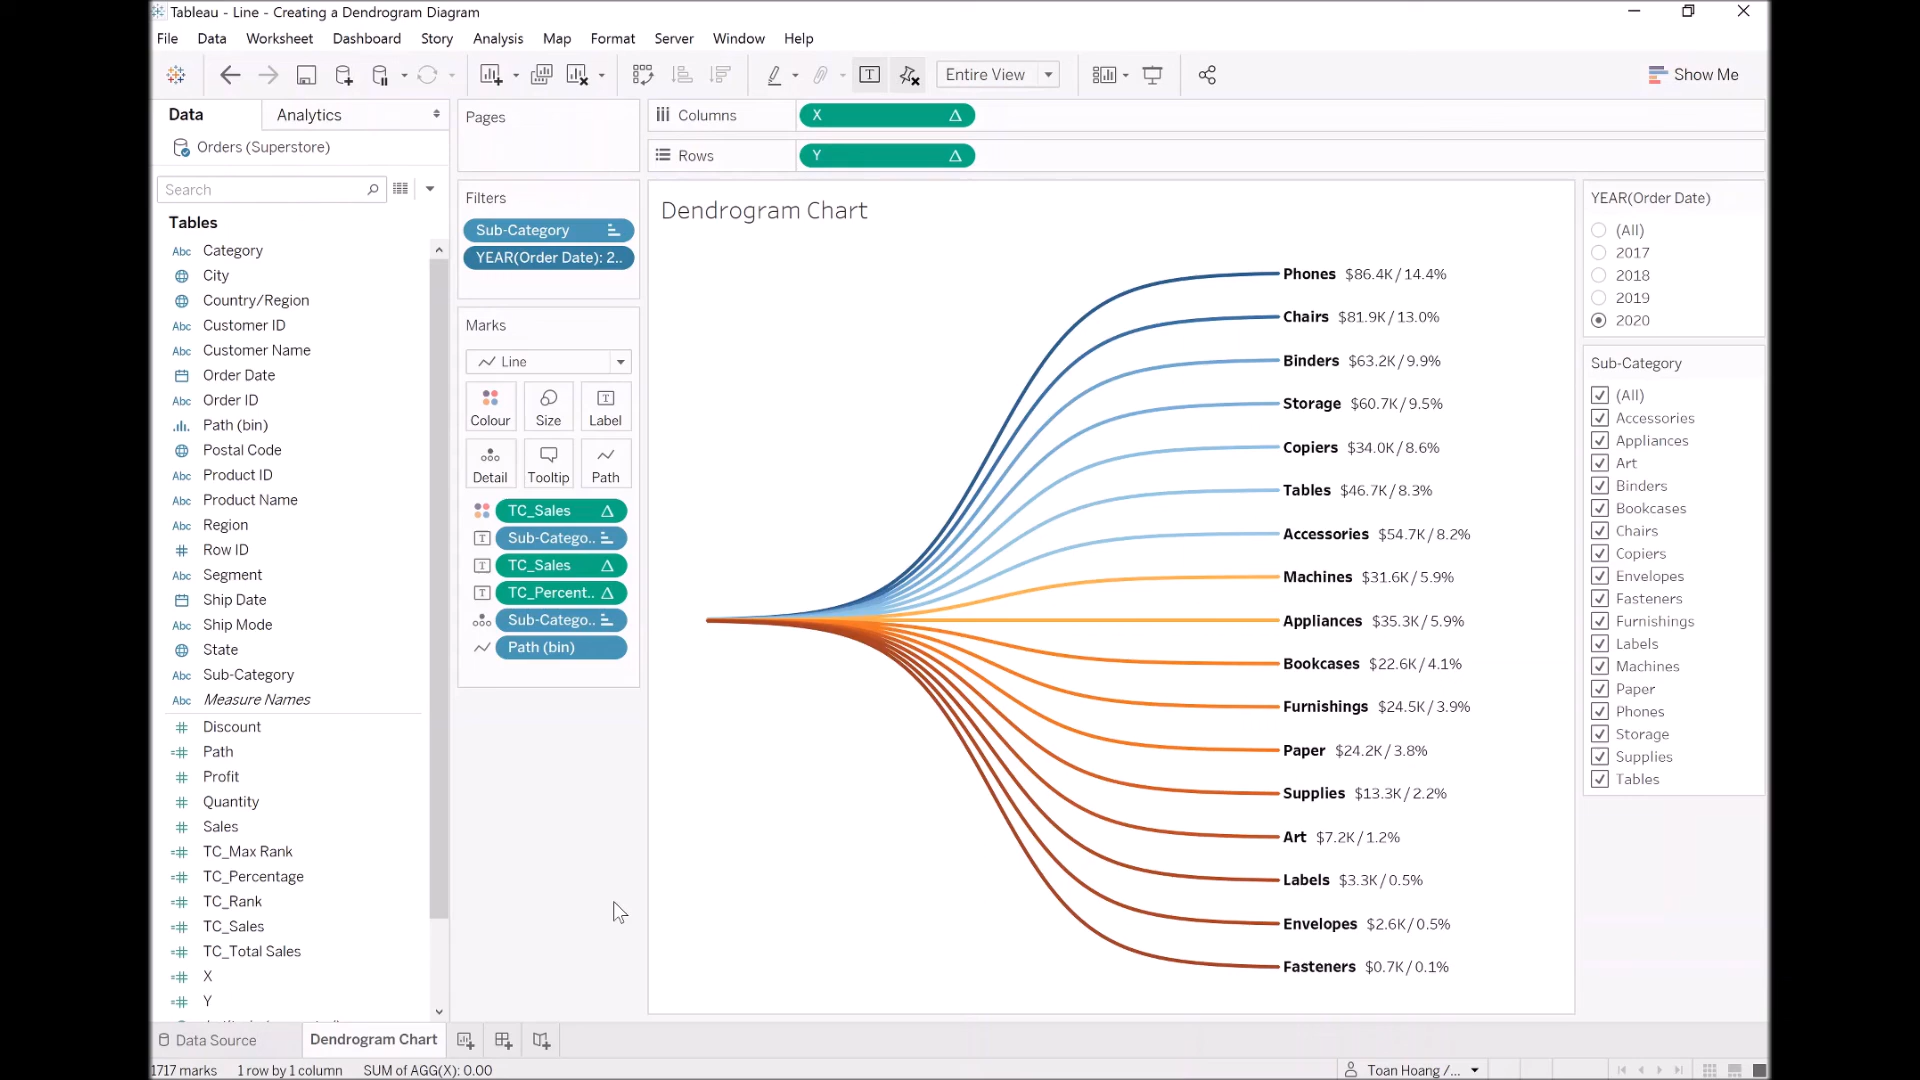 Tableau - Line - Creating a Dendrogram Diagram
File Data Worksheet Dashboard Story Analysis Map Format Server Window Help
Entire View
Show Me
Data Analytics
Orders (Superstore)
Search
Tables
Abc Category
City
Country/Region
Abc Customer ID
Abc Customer Name
Order Date
Abc Order ID
Path (bin)
Postal Code
Abc Product ID
Abc Product Name
Abc Region
# Row ID
Abc Segment
Ship Date
Abc Ship Mode
State
Abc Sub-Category
Abc Measure Names
# Discount
=# Path
# Profit
# Quantity
# Sales
=# TC_Max Rank
=# TC_Percentage
=# TC_Rank
=# TC_Sales
=# TC_Total Sales
=# X
=# Y
Pages
Filters
Sub-Category
YEAR(Order Date): 2..
Marks
Line
Colour Size Label
Detail Tooltip Path
TC_Sales
Sub-Catego..
TC_Sales
TC_Percent..
Sub-Catego..
Path (bin)
Columns X
Rows Y
Dendrogram Chart
Phones $86.4K / 14.4%
Chairs $81.9K / 13.0%
Binders $63.2K / 9.9%
Storage $60.7K / 9.5%
Copiers $34.0K / 8.6%
Tables $46.7K / 8.3%
Accessories $54.7K / 8.2%
Machines $31.6K / 5.9%
Appliances $35.3K / 5.9%
Bookcases $22.6K / 4.1%
Furnishings $24.5K / 3.9%
Paper $24.2K / 3.8%
Supplies $13.3K / 2.2%
Art $7.2K / 1.2%
Labels $3.3K / 0.5%
Envelopes $2.6K / 0.5%
Fasteners $0.7K / 0.1%
YEAR(Order Date)
(All)
2017
2018
2019
2020
Sub-Category
(All)
Accessories
Appliances
Art
Binders
Bookcases
Chairs
Copiers
Envelopes
Fasteners
Furnishings
Labels
Machines
Paper
Phones
Storage
Supplies
Tables
Data Source Dendrogram Chart
1717 marks 1 row by 1 column SUM of AGG(X): 0.00
Toan Hoang /...